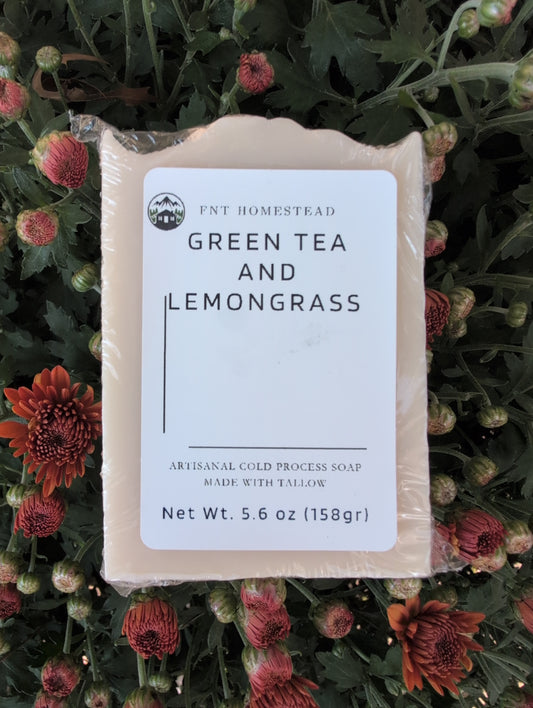 FNT HOMESTEAD
GREEN TEA
AND
LEMONGRASS
ARTISANAL COLD PROCESS SOAP
MADE WITH TALLOW
Net Wt. 5.6 oz (158gr)